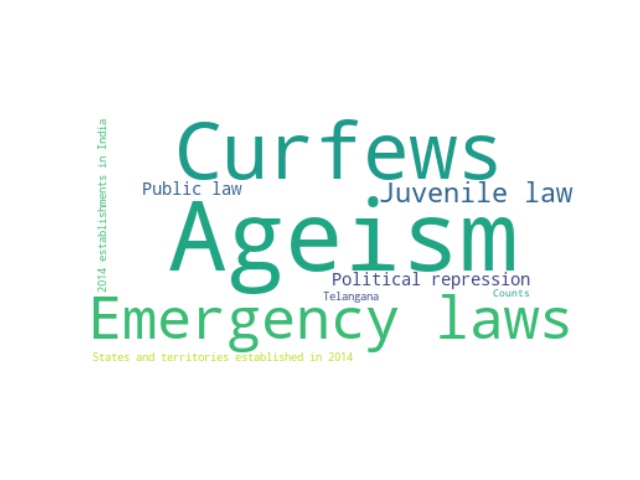 Curfews
2014 establishments in India
Public law
Juvenile law
Ageism
Political repression
Telangana
Counts
Emergency laws
States and territories established in 2014